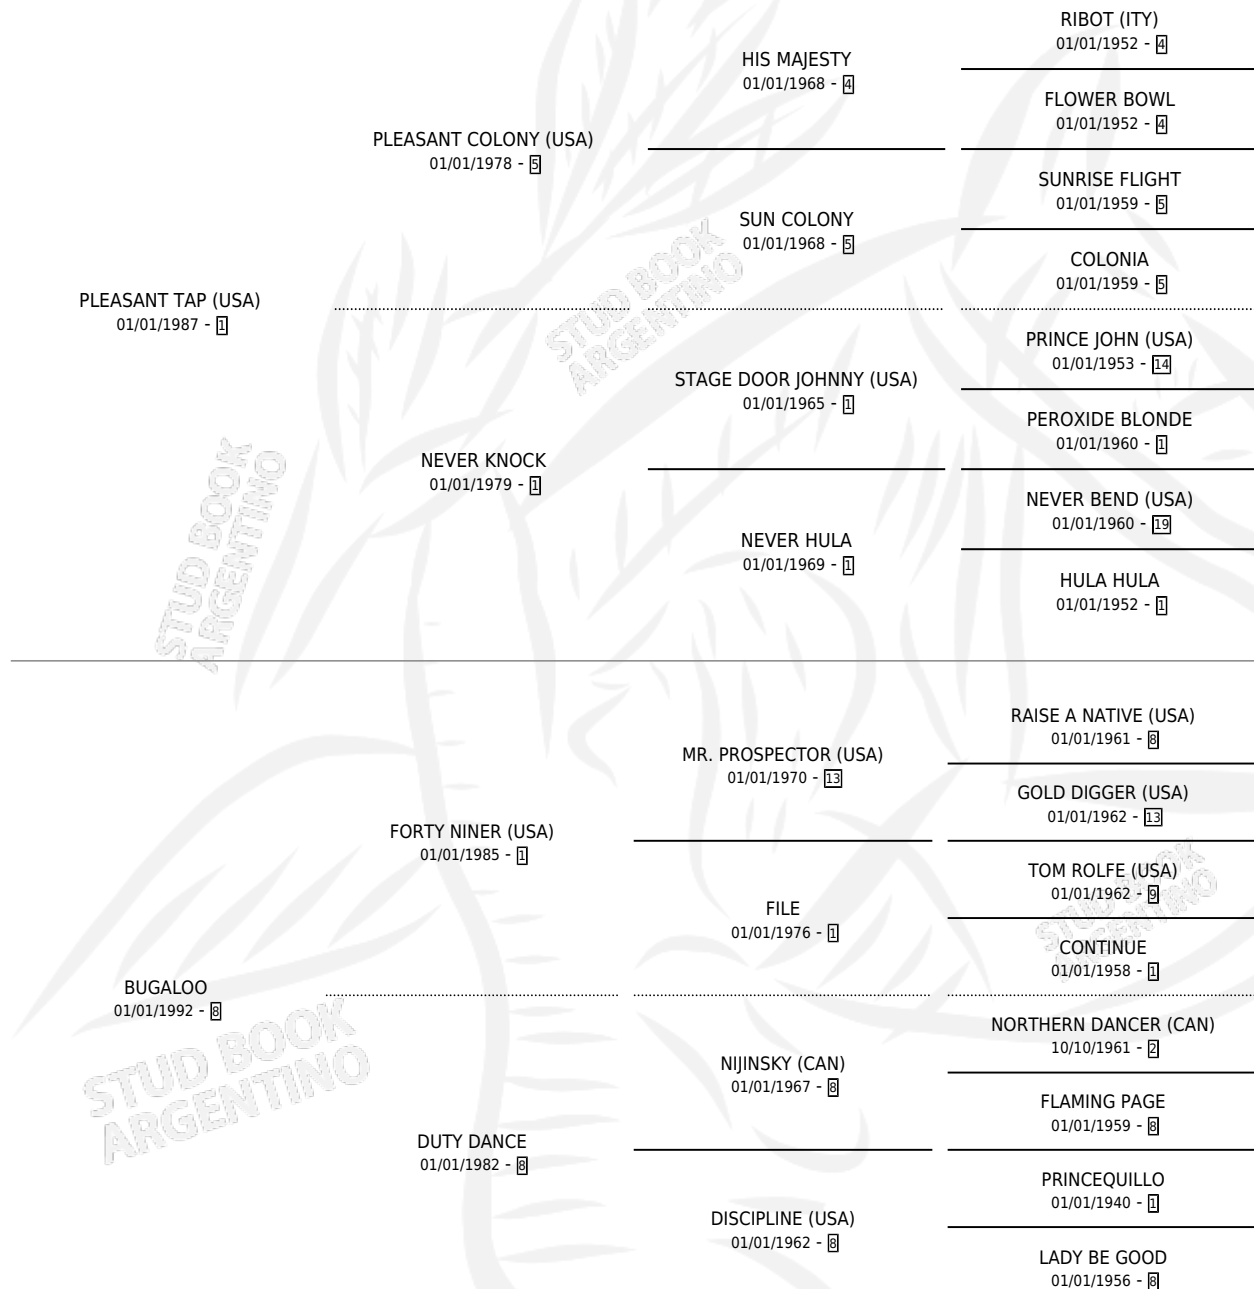 RIBOT (ITY)
01/01/1952 - 4
HIS MAJESTY
01/01/1968 - 4
FLOWER BOWL
01/01/1952 - 4
PLEASANT COLONY (USA)
01/01/1978 - 5
SUNRISE FLIGHT
01/01/1959 - 5
SUN COLONY
01/01/1968 - 5
COLONIA
01/01/1959 - 5
PLEASANT TAP (USA)
01/01/1987 - 1
PRINCE JOHN (USA)
01/01/1953 - 14
STAGE DOOR JOHNNY (USA)
01/01/1965 - 1
PEROXIDE BLONDE
01/01/1960 - 1
NEVER KNOCK
01/01/1979 - 1
NEVER BEND (USA)
01/01/1960 - 19
NEVER HULA
01/01/1969 - 1
HULA HULA
01/01/1952 - 1
STUD BOOK
ARGENTINO
STUD BOOK
ARGENTINO
RAISE A NATIVE (USA)
01/01/1961 - 8
MR. PROSPECTOR (USA)
01/01/1970 - 13
GOLD DIGGER (USA)
01/01/1962 - 13
FORTY NINER (USA)
01/01/1985 - 1
TOM ROLFE (USA)
01/01/1962 - 9
FILE
01/01/1976 - 1
CONTINUE
01/01/1958 - 1
STUD BOOK
ARGENTINO
BUGALOO
01/01/1992 - 8
NORTHERN DANCER (CAN)
10/10/1961 - 2
NIJINSKY (CAN)
01/01/1967 - 8
FLAMING PAGE
01/01/1959 - 8
STUD BOOK
ARGENTINO
DUTY DANCE
01/01/1982 - 8
PRINCEQUILLO
01/01/1940 - 1
DISCIPLINE (USA)
01/01/1962 - 8
LADY BE GOOD
01/01/1956 - 8